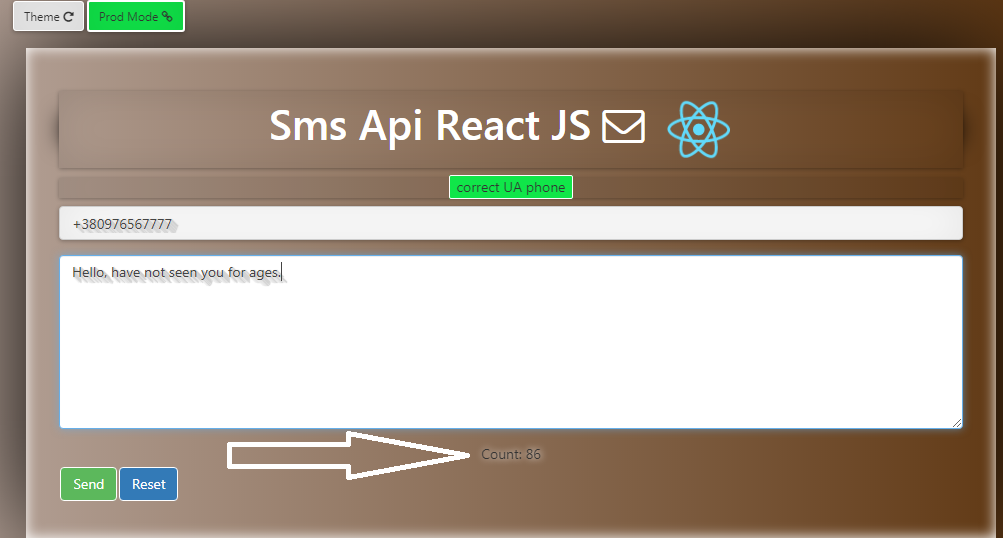 Theme
Prod Mode
Sms Api React JS
correct UA phone
+380976567777
Hello, have not seen you for ages.
Count: 86
Send
Reset